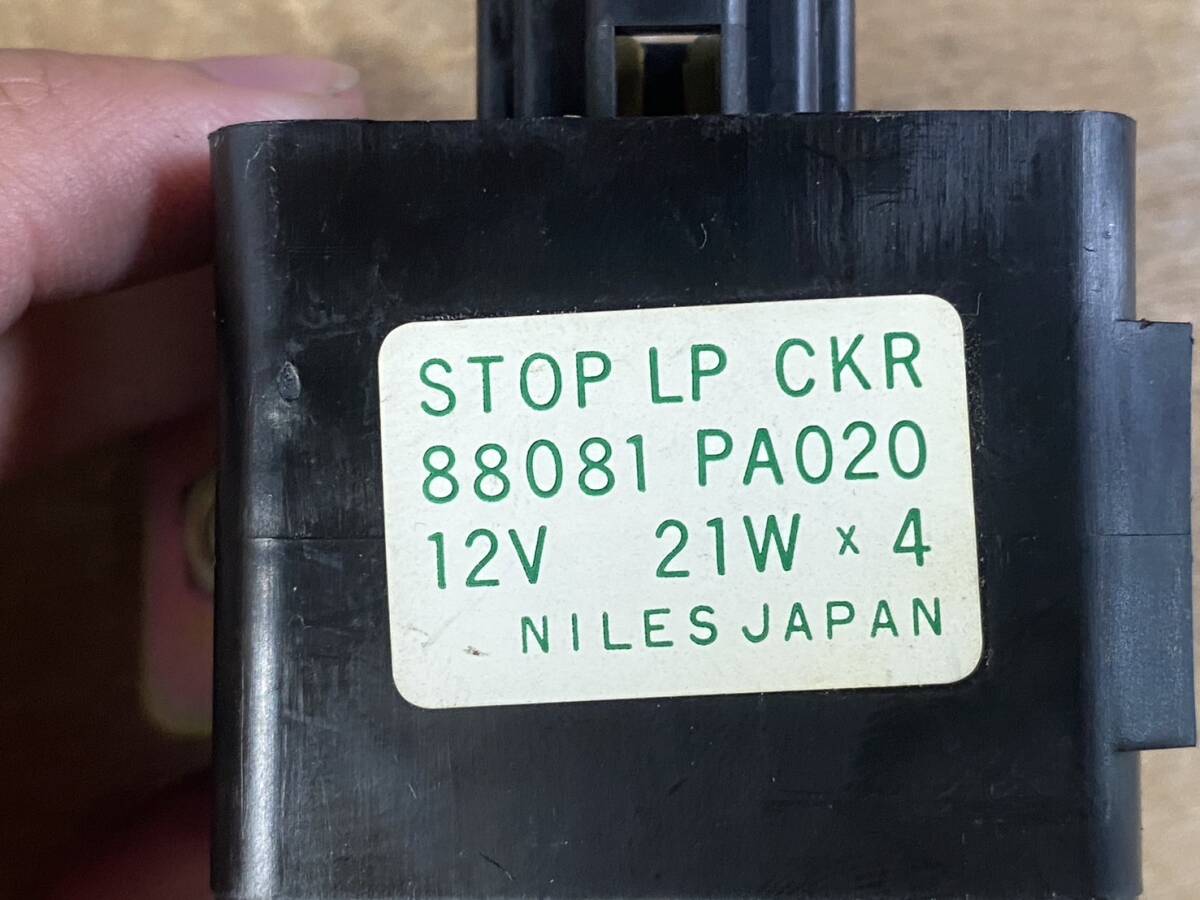 STOP LP CKR
88081 PA020
12V 21W x 4
NILES JAPAN